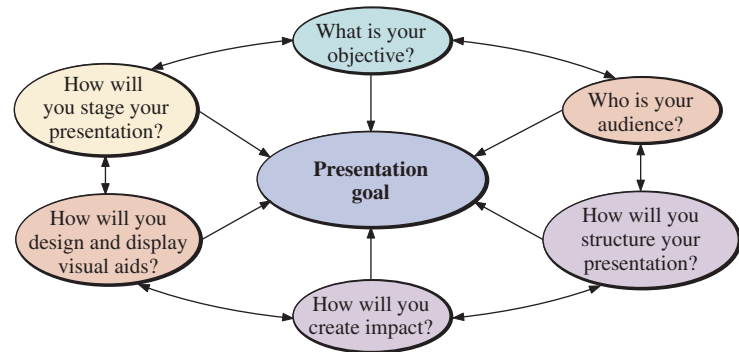 What is your
objective?
How will
you stage your
presentation?
Who is your
audience?
Presentation
goal
How will you
design and display
visual aids?
How will you
structure your
presentation?
How will you
create impact?